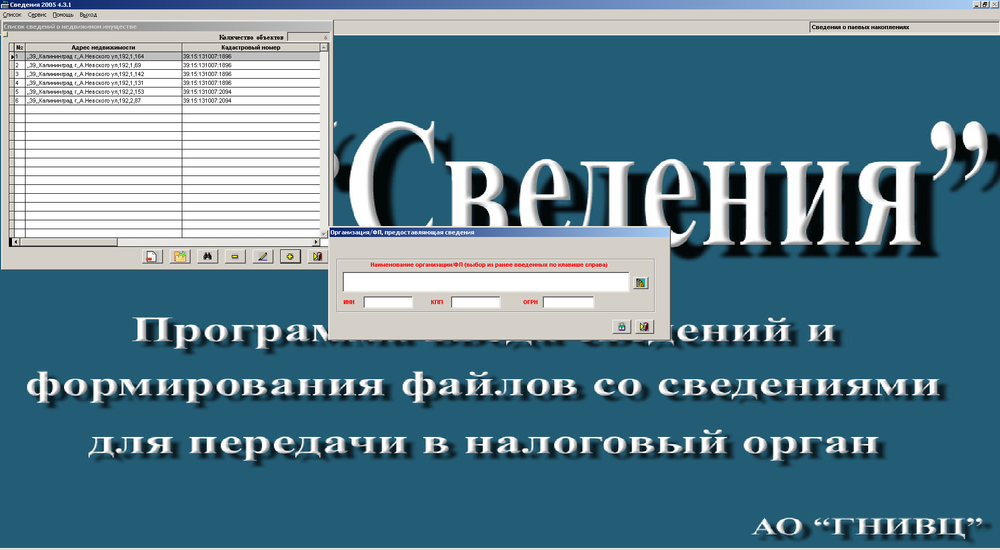 Сведения 2005 4.3.1
Список Сервис Помощь Выход
Список сведений о недвижимом имуществе
Сведения о паевых накоплениях
Количество объектов 6
№ Адрес недвижимости Кадастровый номер
1 ,,39,,Калининград г,,А.Невского ул,192,1,164 39:15:131007:1896
2 ,,39,,Калининград г,,А.Невского ул,192,1,69 39:15:131007:1896
3 ,,39,,Калининград г,,А.Невского ул,192,1,142 39:15:131007:1896
4 ,,39,,Калининград г,,А.Невского ул,192,1,131 39:15:131007:1896
5 ,,39,,Калининград г,,А.Невского ул,192,2,153 39:15:131007:2094
6 ,,39,,Калининград г,,А.Невского ул,192,2,87 39:15:131007:2094
“Сведения”
Организация/ФЛ, предоставляющая сведения
Наименование организации/ФЛ (выбор из ранее введенных по клавише справа)
ИНН КПП ОГРН
Программа ввода сведений и
формирования файлов со сведениями
для передачи в налоговый орган
АО “ГНИВЦ”